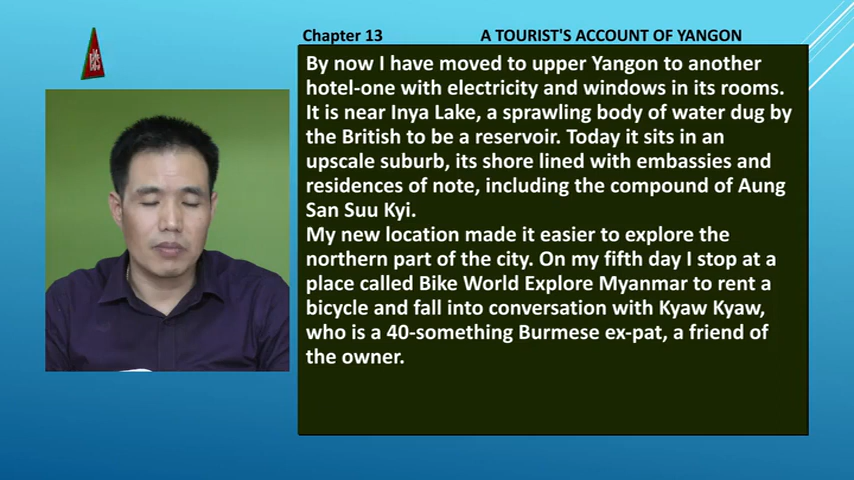 Chapter 13 A TOURIST'S ACCOUNT OF YANGON
By now I have moved to upper Yangon to another
hotel-one with electricity and windows in its rooms.
It is near Inya Lake, a sprawling body of water dug by
the British to be a reservoir. Today it sits in an
upscale suburb, its shore lined with embassies and
residences of note, including the compound of Aung
San Suu Kyi.
My new location made it easier to explore the
northern part of the city. On my fifth day I stop at a
place called Bike World Explore Myanmar to rent a
bicycle and fall into conversation with Kyaw Kyaw,
who is a 40-something Burmese ex-pat, a friend of
the owner.